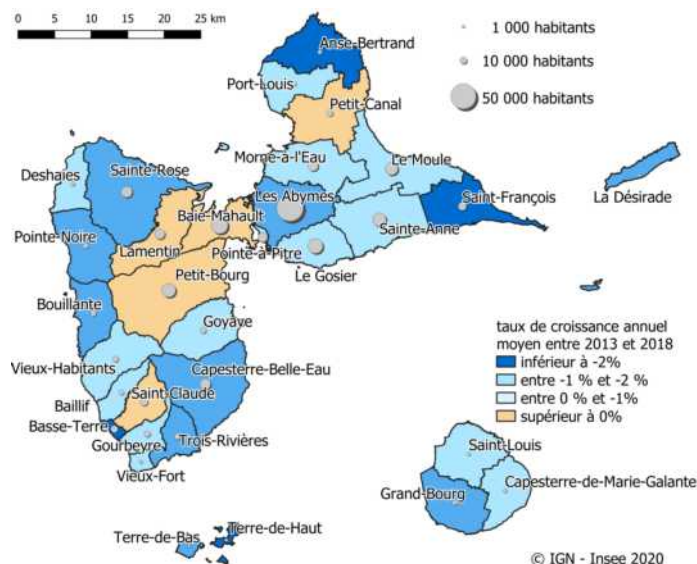 0 5 10 15 20 25 km
1 000 habitants
10 000 habitants
50 000 habitants
Anse-Bertrand
Port-Louis
Petit-Canal
Morne-à-l'Eau
Le Moule
Deshaies
Sainte-Rose
Les Abymes
Saint-François
La Désirade
Baie-Mahault
Sainte-Anne
Pointe-Noire
Lamentin
Pointe-à-Pitre
Petit-Bourg
Le Gosier
Bouillante
Goyave
taux de croissance annuel
moyen entre 2013 et 2018
inférieur à -2%
entre -1 % et -2 %
entre 0 % et -1%
supérieur à 0%
Vieux-Habitants
Capesterre-Belle-Eau
Saint-Claude
Baillif
Basse-Terre
Gourbeyre
Trois-Rivières
Vieux-Fort
Saint-Louis
Capesterre-de-Marie-Galante
Grand-Bourg
Terre-de-Haut
Terre-de-Bas
© IGN - Insee 2020